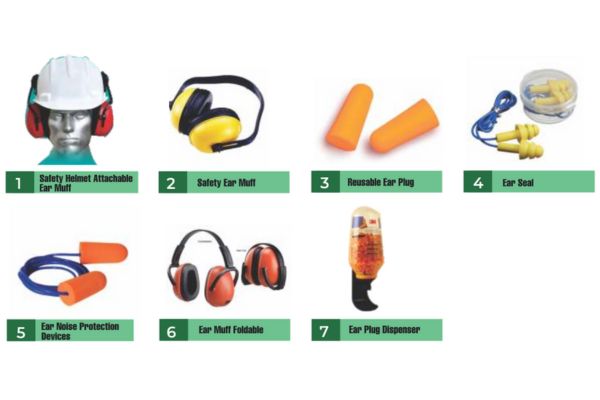 1 Safety Helmet Attachable
Ear Muff
2 Safety Ear Muff
3 Reusable Ear Plug
4 Ear Seal
5 Ear Noise Protection
Devices
6 Ear Muff Foldable
7 Ear Plug Dispenser
3M